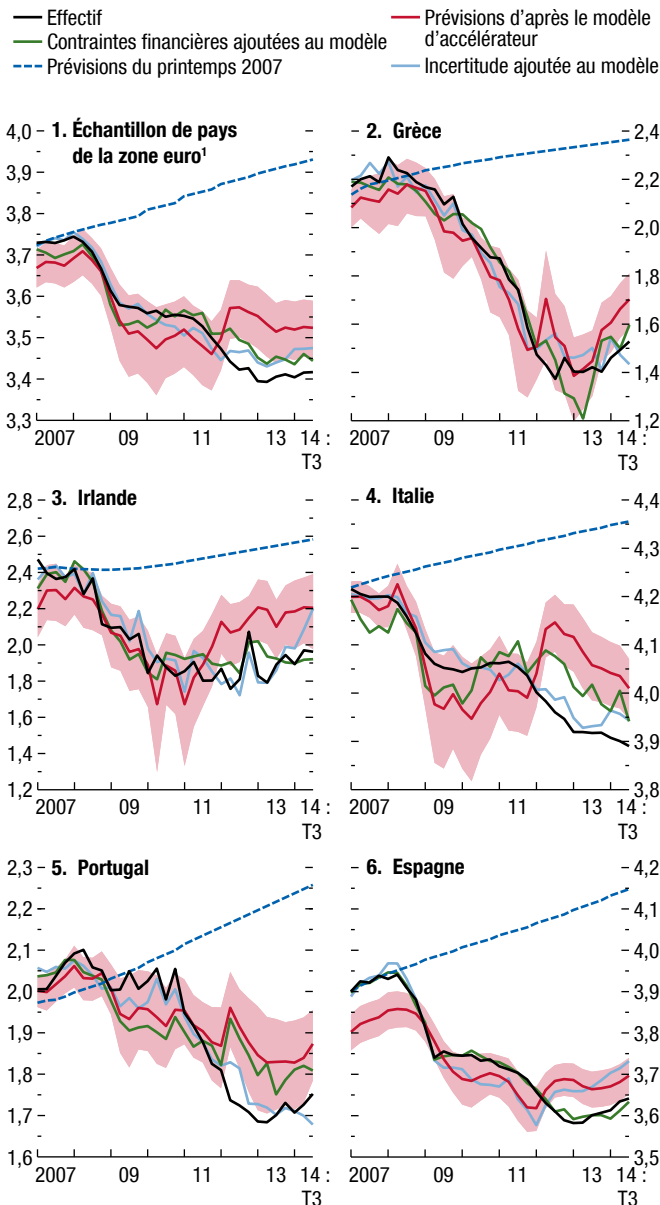 Effectif
Contraintes financières ajoutées au modèle
Prévisions du printemps 2007
Prévisions d'après le modèle
d'accélérateur
Incertitude ajoutée au modèle
1. Échantillon de pays
de la zone euro¹
4,0
3,9
3,8
3,7
3,6
3,5
3,4
3,3
2007 09 11 13 14 :
T3
2. Grèce
2,4
2,2
2,0
1,8
1,6
1,4
1,2
2007 09 11 13 14 :
T3
3. Irlande
2,8
2,6
2,4
2,2
2,0
1,8
1,6
1,4
1,2
2007 09 11 13 14 :
T3
4. Italie
4,4
4,3
4,2
4,1
4,0
3,9
3,8
2007 09 11 13 14 :
T3
5. Portugal
2,3
2,2
2,1
2,0
1,9
1,8
1,7
1,6
2007 09 11 13 14 :
T3
6. Espagne
4,2
4,1
4,0
3,9
3,8
3,7
3,6
3,5
2007 09 11 13 14 :
T3